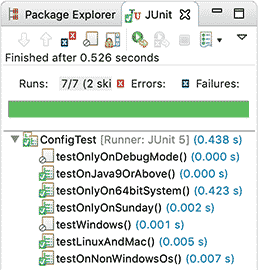 Package Explorer JUnit
Finished after 0.526 seconds
Runs: 7/7 (2 ski Errors: Failures:
ConfigTest [Runner: JUnit 5] (0.438 s)
testOnlyOnDebugMode() (0.000 s)
testOnJava9OrAbove() (0.000 s)
testOnlyOn64bitSystem() (0.423 s)
testOnlyOnSunday() (0.002 s)
testWindows() (0.001 s)
testLinuxAndMac() (0.005 s)
testOnNonWindowsOs() (0.007 s)